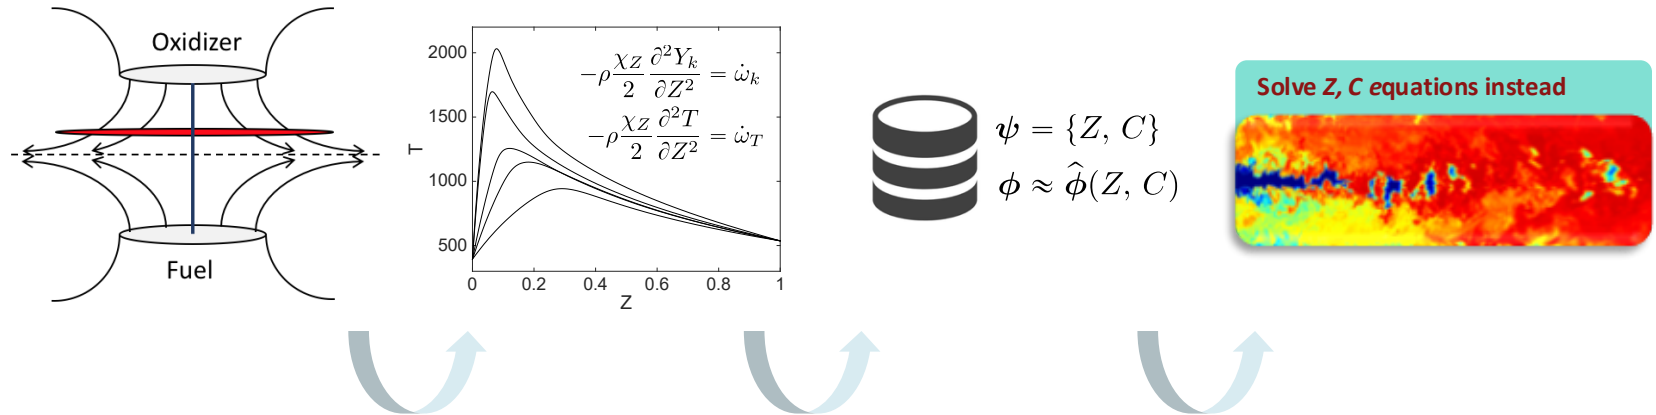 Oxidizer
Fuel
2000
1500
1000
500
T
0 0.2 0.4 0.6 0.8 1
Z
−ρ χ_Z/2 ∂²Y_k/∂Z² = ω̇_k
−ρ χ_Z/2 ∂²T/∂Z² = ω̇_T
ψ = {Z, C}
ϕ ≈ ϕ̂(Z, C)
Solve Z, C equations instead